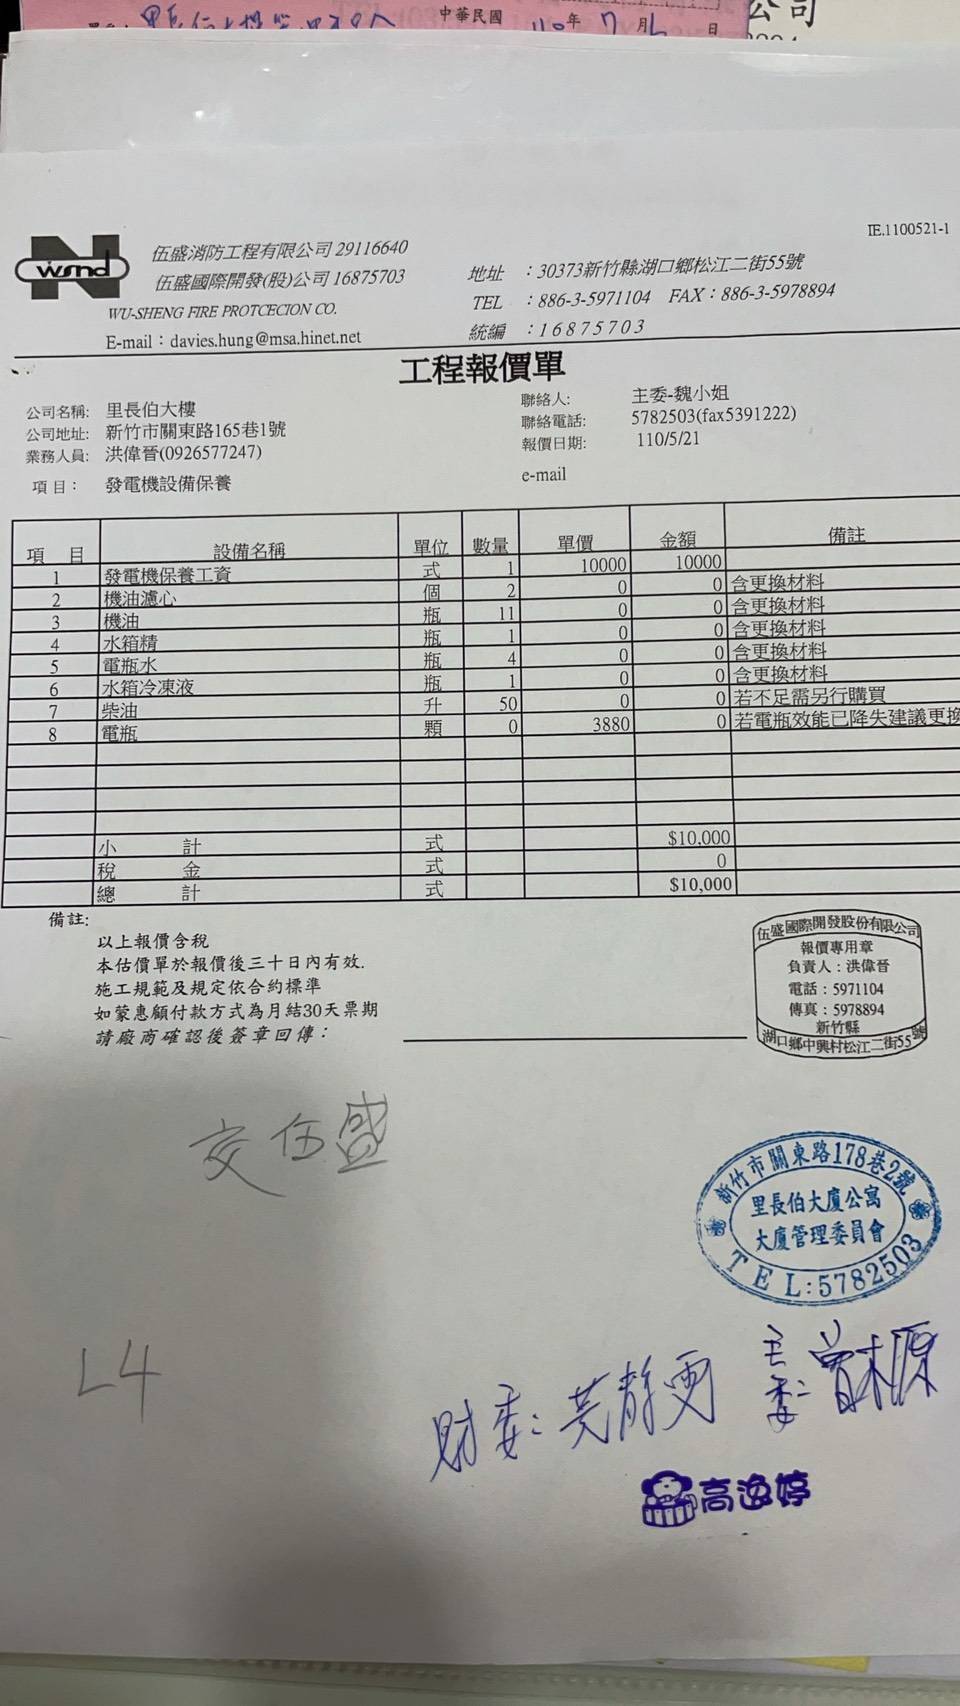 中華民國 110年 7月 日
公司
IE.1100521-1
wsnd
伍盛消防工程有限公司 29116640
伍盛國際開發(股)公司 16875703
WU-SHENG FIRE PROTCECION CO.
E-mail：davies.hung@msa.hinet.net
地址 ：30373新竹縣湖口鄉松江二街55號
TEL ：886-3-5971104 FAX：886-3-5978894
統編 ：16875703
工程報價單
公司名稱: 里長伯大樓
公司地址: 新竹市關東路165巷1號
業務人員: 洪偉晉(0926577247)
項目： 發電機設備保養
聯絡人: 主委-魏小姐
聯絡電話: 5782503(fax5391222)
報價日期: 110/5/21
e-mail
項 目 設備名稱 單位 數量 單價 金額 備註
1 發電機保養工資 式 1 10000 10000
2 機油濾心 個 2 0 0 含更換材料
3 機油 瓶 11 0 0 含更換材料
4 水箱精 瓶 1 0 0 含更換材料
5 電瓶水 瓶 4 0 0 含更換材料
6 水箱冷凍液 瓶 1 0 0 含更換材料
7 柴油 升 50 0 0 若不足需另行購買
8 電瓶 顆 0 3880 0 若電瓶效能已降失建議更換
小 計 式 $10,000
稅 金 式 0
總 計 式 $10,000
備註:
以上報價含稅
本估價單於報價後三十日內有效.
施工規範及規定依合約標準
如蒙惠顧付款方式為月結30天票期
請廠商確認後簽章回傳：
伍盛國際開發股份有限公司
報價專用章
負責人：洪偉晉
電話：5971104
傳真：5978894
新竹縣
湖口鄉中興村松江二街55號
交伍盛
新竹市關東路178巷2號
里長伯大廈公寓
大廈管理委員會
TEL:5782503
L4
財委: 靜雯
主委: 曾木源
高逸婷